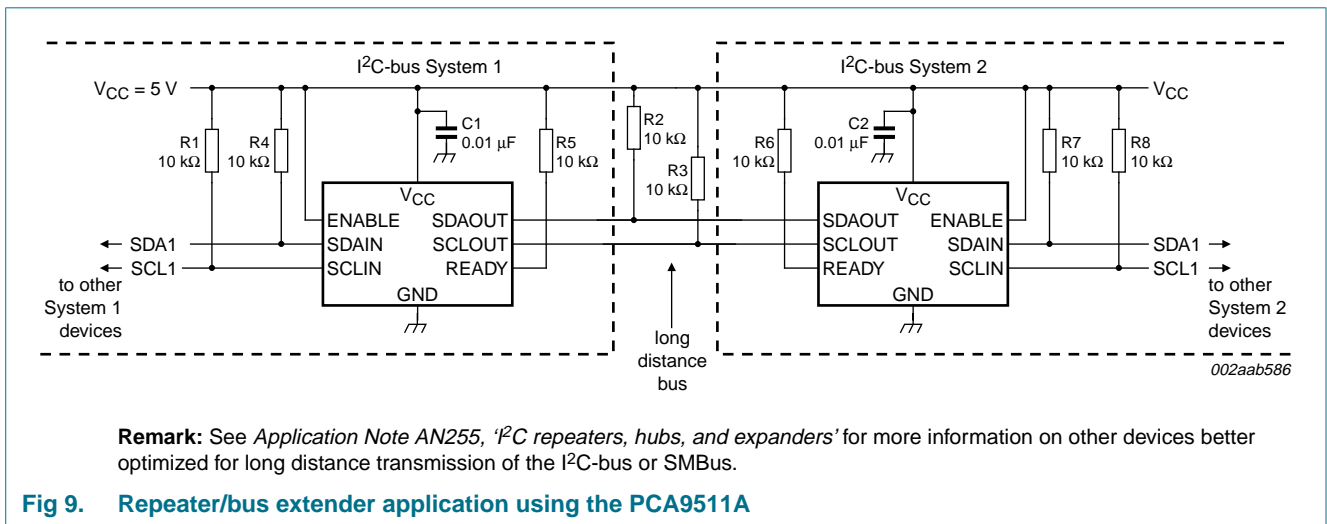 I²C-bus System 1
I²C-bus System 2
VCC = 5 V
VCC
R1
10 kΩ
R4
10 kΩ
C1
0.01 μF
R5
10 kΩ
R2
10 kΩ
R3
10 kΩ
R6
10 kΩ
C2
0.01 μF
R7
10 kΩ
R8
10 kΩ
VCC
ENABLE SDAOUT
SDAIN SCLOUT
SCLIN READY
GND
VCC
SDAOUT ENABLE
SCLOUT SDAIN
READY SCLIN
GND
SDA1
SCL1
to other
System 1
devices
long
distance
bus
SDA1
SCL1
to other
System 2
devices
002aab586
Remark: See Application Note AN255, ‘I²C repeaters, hubs, and expanders’ for more information on other devices better
optimized for long distance transmission of the I²C-bus or SMBus.
Fig 9. Repeater/bus extender application using the PCA9511A